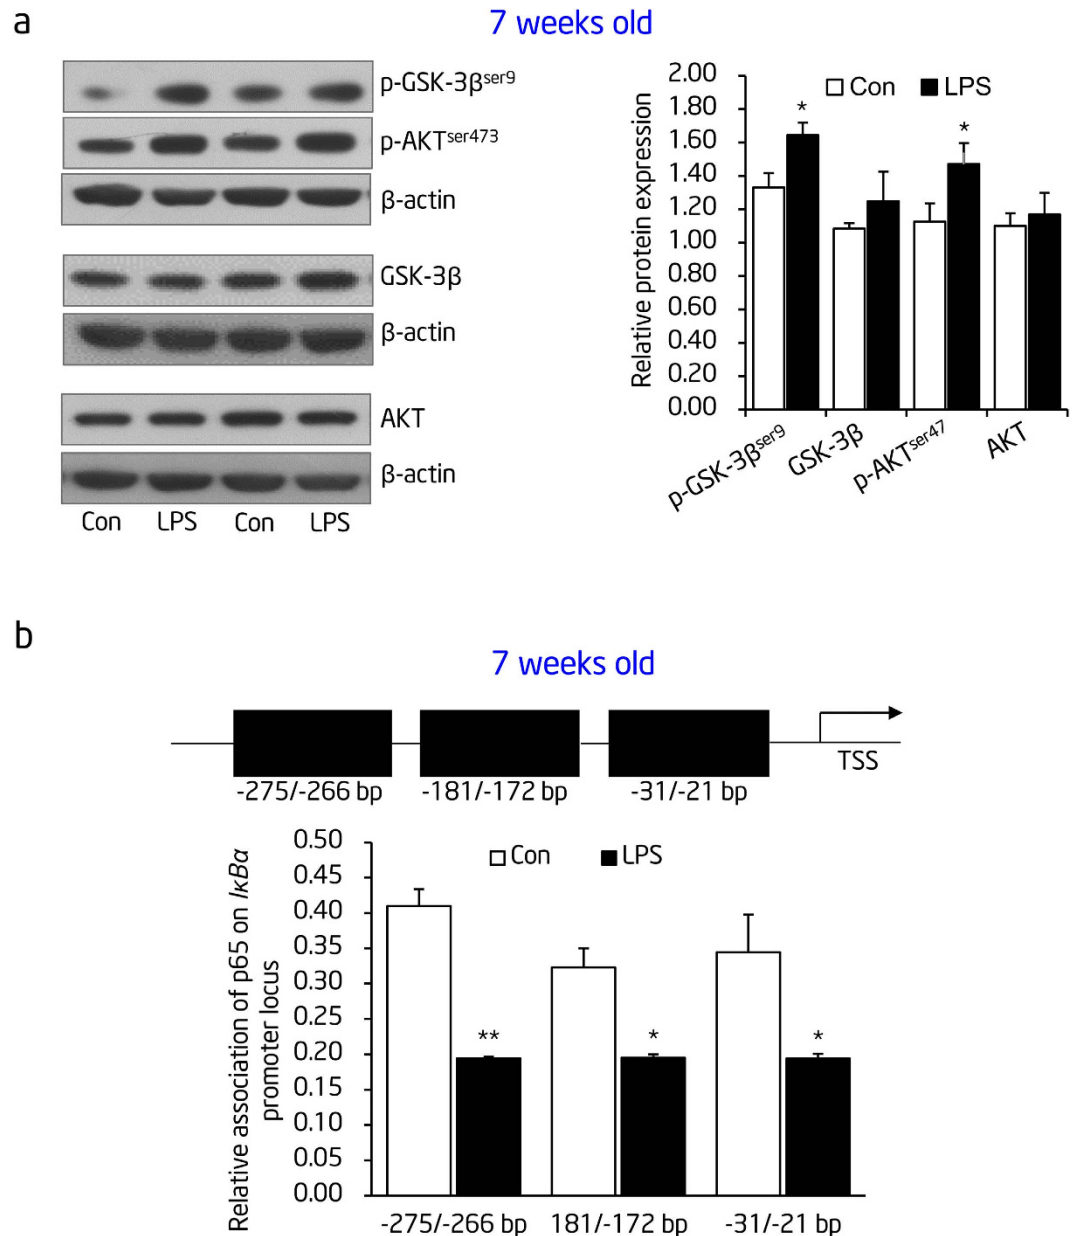 a
7 weeks old
p-GSK-3βser9
p-AKTser473
β-actin
GSK-3β
β-actin
AKT
β-actin
Con LPS Con LPS
Relative protein expression
2.00
1.80
1.60
1.40
1.20
1.00
0.80
0.60
0.40
0.20
0.00
Con LPS
*
*
p-GSK-3βser9
GSK-3β
p-AKTser47
AKT
b
7 weeks old
-275/-266 bp -181/-172 bp -31/-21 bp TSS
Relative association of p65 on IκBα
promoter locus
0.50
0.45
0.40
0.35
0.30
0.25
0.20
0.15
0.10
0.05
0.00
Con LPS
** * *
-275/-266 bp 181/-172 bp -31/-21 bp